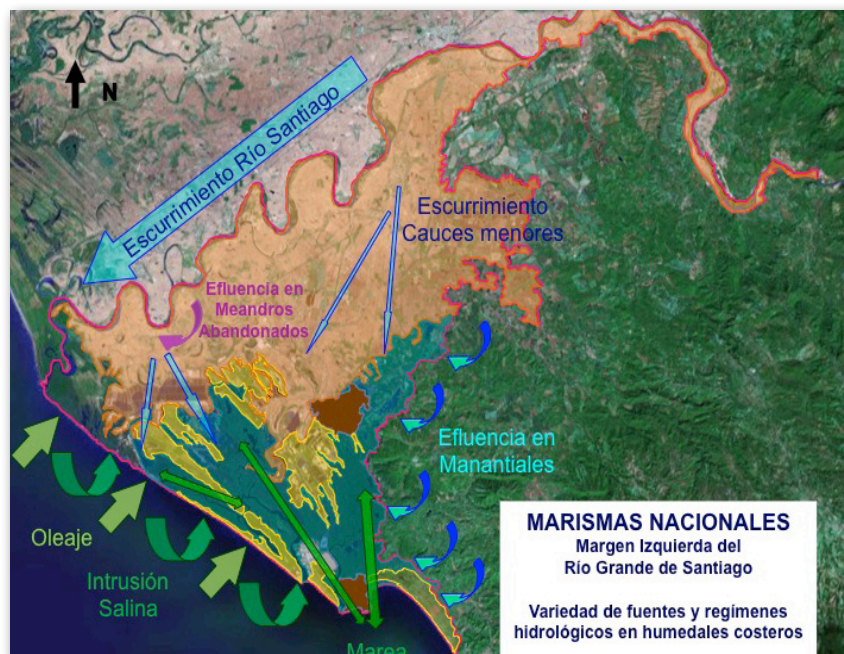 N
Escurrimiento Río Santiago
Escurrimiento
Cauces menores
Efluencia en
Meandros
Abandonados
Efluencia en
Manantiales
Oleaje
Intrusión
Salina
Marea
MARISMAS NACIONALES
Margen Izquierda del
Río Grande de Santiago
Variedad de fuentes y regímenes
hidrológicos en humedales costeros